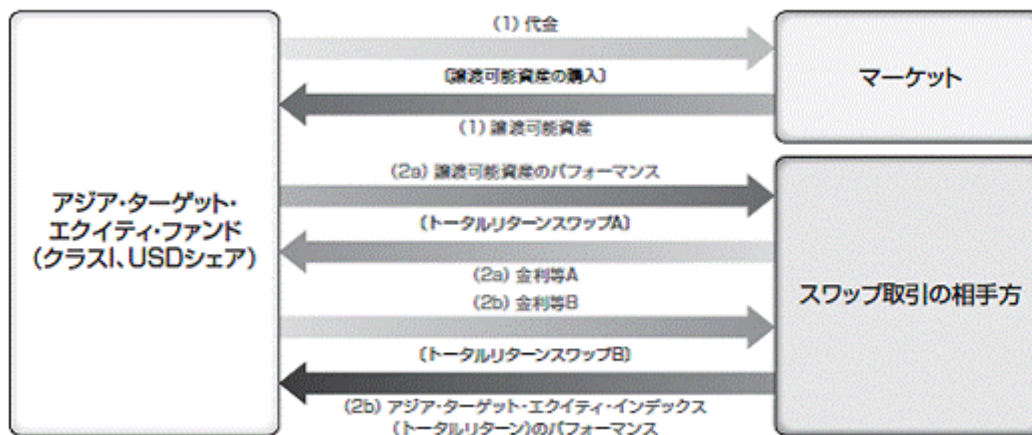 アジア・ターゲット・
エクイティ・ファンド
(クラスI、USDシェア)
(1) 代金
〔譲渡可能資産の購入〕
(1) 譲渡可能資産
マーケット
(2a) 譲渡可能資産のパフォーマンス
〔トータルリターンスワップA〕
(2a) 金利等A
(2b) 金利等B
〔トータルリターンスワップB〕
(2b) アジア・ターゲット・エクイティ・インデックス
(トータルリターン)のパフォーマンス
スワップ取引の相手方